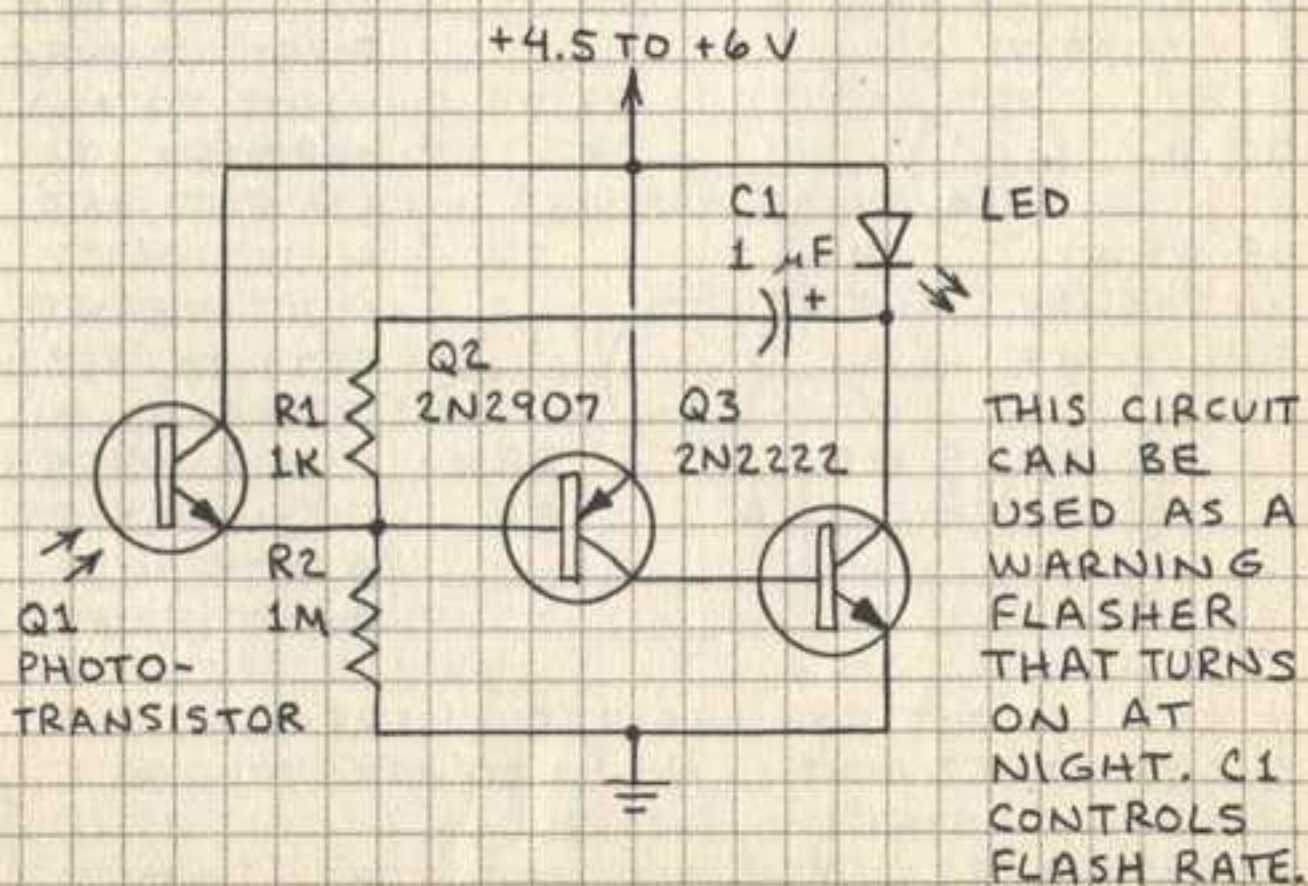 +4.5 TO +6 V
C1
1 µF
+
LED
Q2
2N2907
R1
1K
Q3
2N2222
R2
1M
Q1
PHOTO-
TRANSISTOR
THIS CIRCUIT
CAN BE
USED AS A
WARNING
FLASHER
THAT TURNS
ON AT
NIGHT. C1
CONTROLS
FLASH RATE.